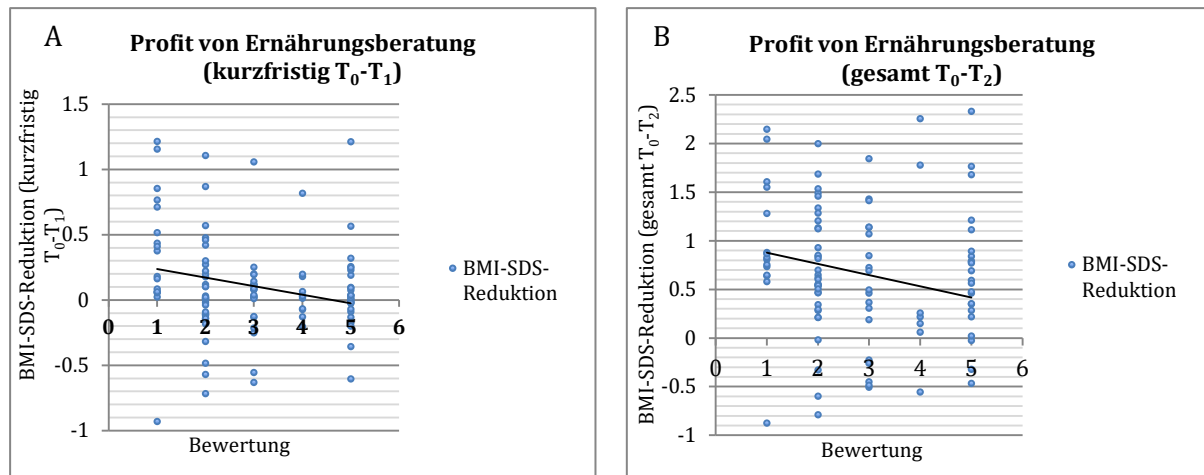 A
Profit von Ernährungsberatung
(kurzfristig T0-T1)
BMI-SDS-Reduktion (kurzfristig
T0-T1)
1.5
1
0.5
0
-0.5
-1
0 1 2 3 4 5 6
Bewertung
BMI-SDS-
Reduktion
B
Profit von Ernährungsberatung
(gesamt T0-T2)
BMI-SDS-Reduktion (gesamt T0-T2)
2.5
2
1.5
1
0.5
0
-0.5
-1
0 1 2 3 4 5 6
Bewertung
BMI-SDS-
Reduktion